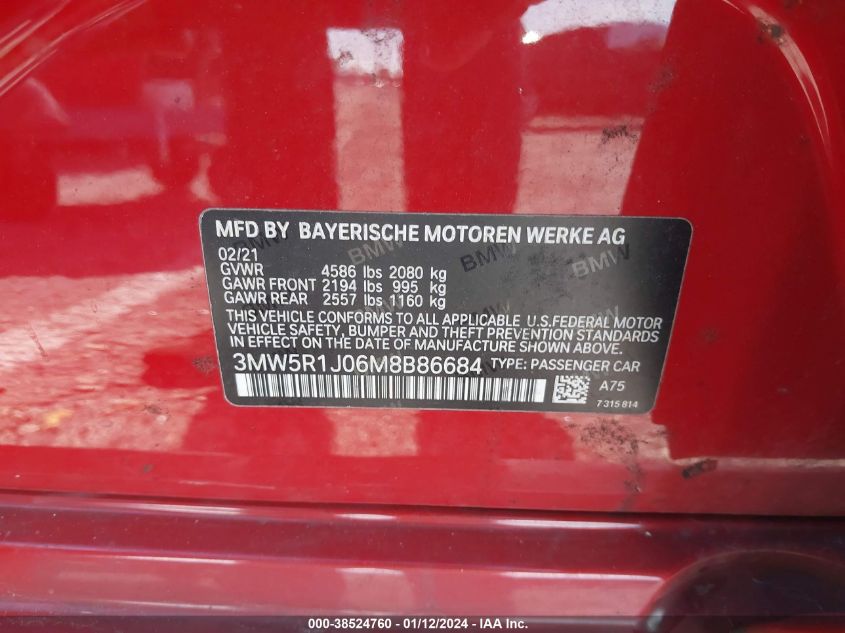 MFD BY BAYERISCHE MOTOREN WERKE AG
02/21
GVWR 4586 lbs 2080 kg
GAWR FRONT 2194 lbs 995 kg
GAWR REAR 2557 lbs 1160 kg
THIS VEHICLE CONFORMS TO ALL APPLICABLE U.S.FEDERAL MOTOR
VEHICLE SAFETY, BUMPER AND THEFT PREVENTION STANDARDS
IN EFFECT ON THE DATE OF MANUFACTURE SHOWN ABOVE.
3MW5R1J06M8B86684 TYPE: PASSENGER CAR
A75
7315814
000-38524760 - 01/12/2024 - IAA Inc.